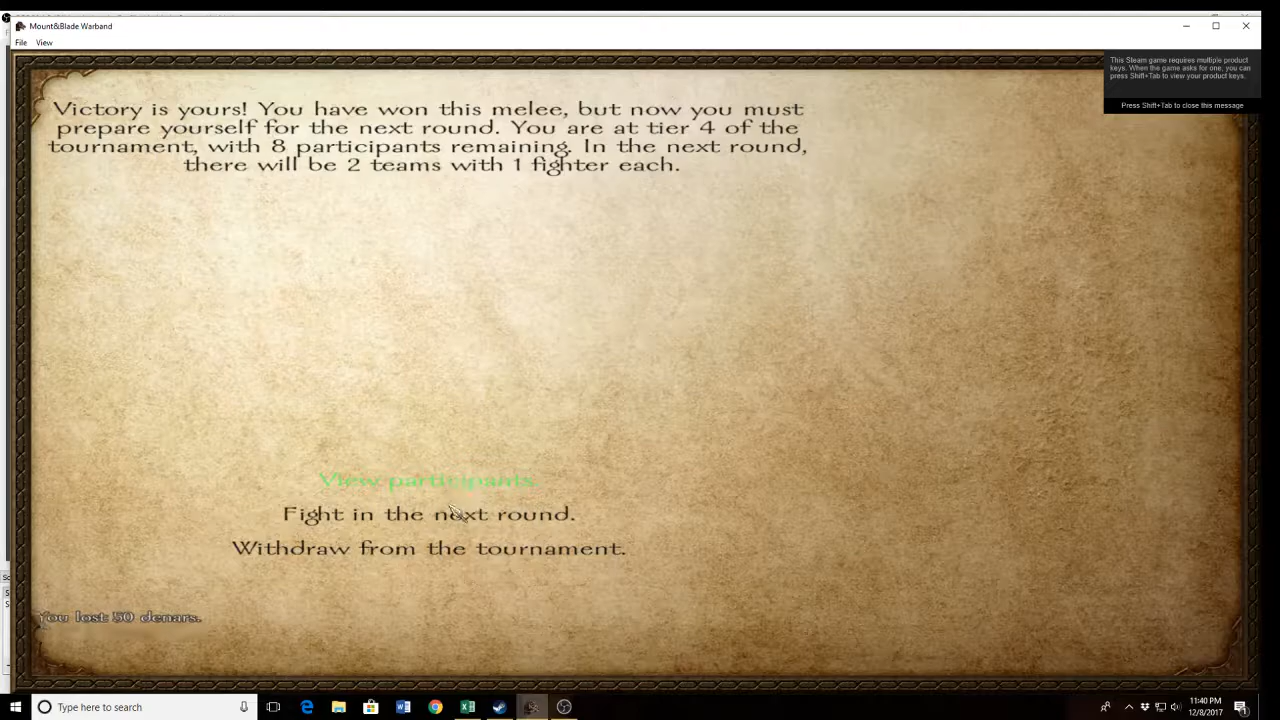 Mount&Blade Warband
File View
This Steam game requires multiple product
keys. When the game asks for one, you can
press Shift+Tab to view your product keys.
Press Shift+Tab to close this message
Victory is yours! You have won this melee, but now you must
prepare yourself for the next round. You are at tier 4 of the
tournament, with 8 participants remaining. In the next round,
there will be 2 teams with 1 fighter each.
View participants.
Fight in the next round.
Withdraw from the tournament.
You lost 50 denars.
Type here to search
11:40 PM
12/8/2017